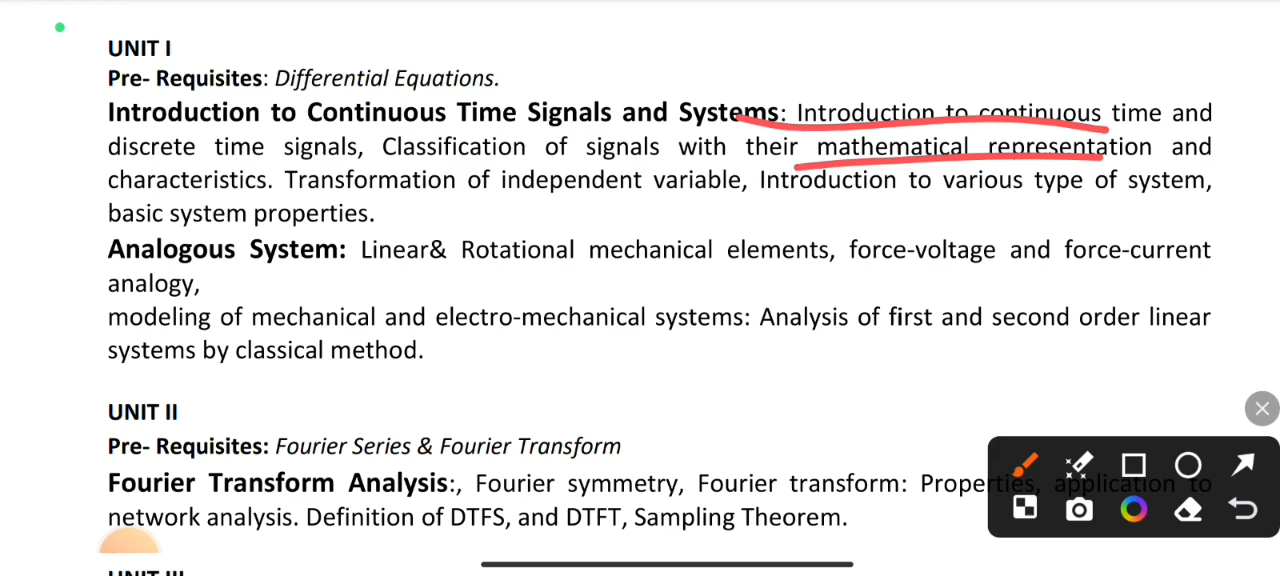 UNIT I
Pre- Requisites: Differential Equations.
Introduction to Continuous Time Signals and Systems: Introduction to continuous time and
discrete time signals, Classification of signals with their mathematical representation and
characteristics. Transformation of independent variable, Introduction to various type of system,
basic system properties.
Analogous System: Linear& Rotational mechanical elements, force-voltage and force-current
analogy,
modeling of mechanical and electro-mechanical systems: Analysis of first and second order linear
systems by classical method.
UNIT II
Pre- Requisites: Fourier Series & Fourier Transform
Fourier Transform Analysis:, Fourier symmetry, Fourier transform: Properties, application to
network analysis. Definition of DTFS, and DTFT, Sampling Theorem.
UNIT III